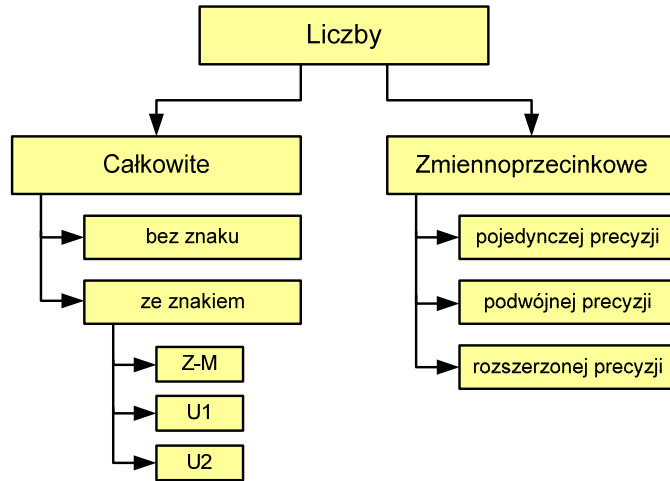 Liczby
Całkowite
bez znaku
ze znakiem
Z-M
U1
U2
Zmiennoprzecinkowe
pojedynczej precyzji
podwójnej precyzji
rozszerzonej precyzji